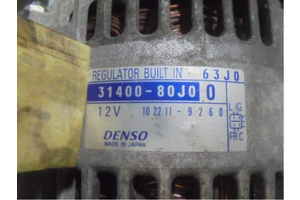 REGULATOR BUILT IN 63J0
31400-80J0 0
12V 102211-9260
L IG
FR C
DENSO
MADE IN JAPAN